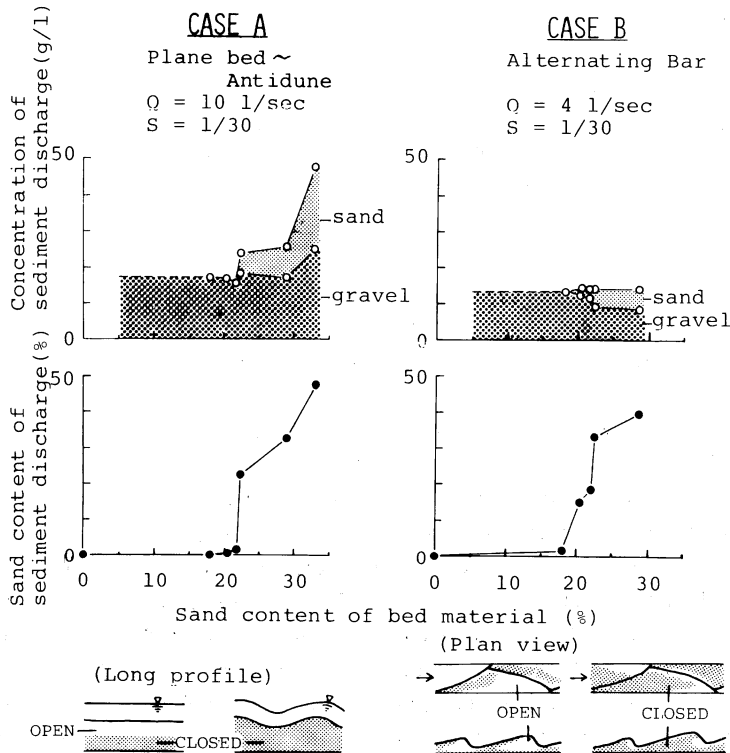 CASE A
Plane bed ~
Antidune
Q = 10 l/sec
S = 1/30
CASE B
Alternating Bar
Q = 4 l/sec
S = 1/30
Concentration of
sediment discharge(g/l)
50
0
sand
gravel
50
0
sand
gravel
Sand content of
sediment discharge(%)
50
0
0
10
20
30
50
0
0
10
20
30
Sand content of bed material (%)
(Long profile)
OPEN
CLOSED
(Plan view)
OPEN
CLOSED